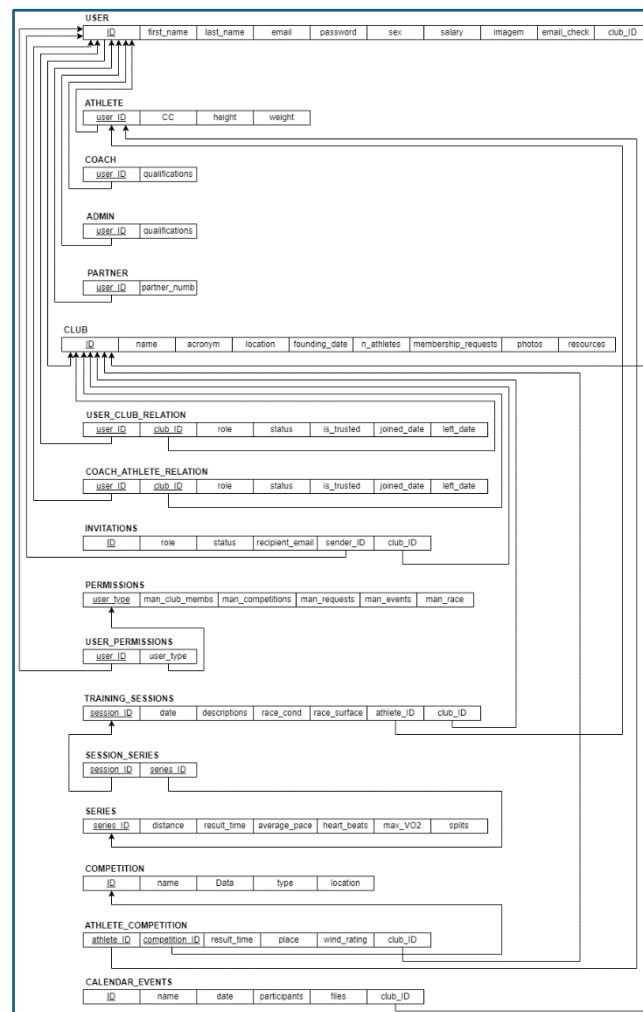 USER
ID first_name last_name email password sex salary imagem email_check club_ID
ATHLETE
user_ID CC height weight
COACH
user_ID qualifications
ADMIN
user_ID qualifications
PARTNER
user_ID partner_numb
CLUB
ID name acronym location founding_date n_athletes membership_requests photos resources
USER_CLUB_RELATION
user_ID club_ID role status is_trusted joined_date left_date
COACH_ATHLETE_RELATION
user_ID club_ID role status is_trusted joined_date left_date
INVITATIONS
ID role status recipient_email sender_ID club_ID
PERMISSIONS
user_type man_club_membs man_competitions man_requests man_events man_race
USER_PERMISSIONS
user_ID user_type
TRAINING_SESSIONS
session_ID date descriptions race_cond race_surface athlete_ID club_ID
SESSION_SERIES
session_ID series_ID
SERIES
series_ID distance result_time average_pace heart_beats max_VO2 splits
COMPETITION
ID name Data type location
ATHLETE_COMPETITION
athlete_ID competition_ID result_time place wind_rating club_ID
CALENDAR_EVENTS
ID name date participants files club_ID